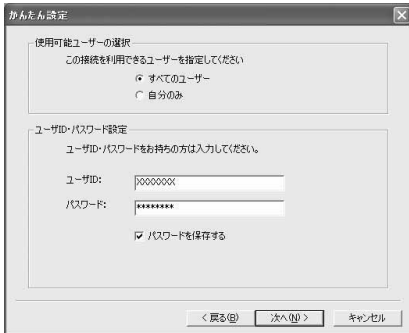 かんたん設定
使用可能ユーザーの選択
この接続を利用できるユーザーを指定してください
すべてのユーザー
自分のみ
ユーザID・パスワード設定
ユーザID・パスワードをお持ちの方は入力してください。
ユーザID:
XXXXXXX
パスワード:
********
パスワードを保存する
< 戻る(B)
次へ(N) >
キャンセル